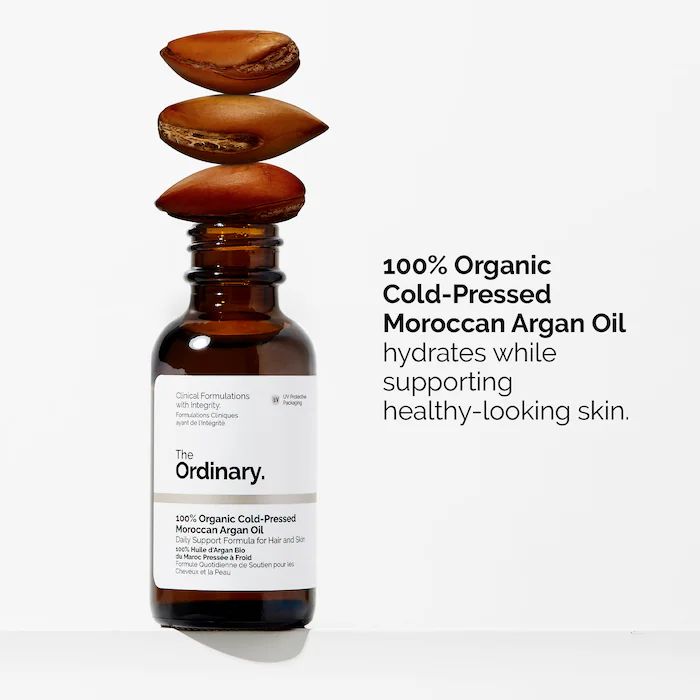 Clinical Formulations
with Integrity.
Formulations Cliniques
ayant de l'Intégrité.
UV
UV Protective
Packaging
The
Ordinary.
100% Organic Cold-Pressed
Moroccan Argan Oil
Daily Support Formula for Hair and Skin
100% Huile d'Argan Bio
du Maroc Pressée à Froid
Formule Quotidienne de Soutien pour les
Cheveux et la Peau
100% Organic
Cold-Pressed
Moroccan Argan Oil
hydrates while
supporting
healthy-looking skin.